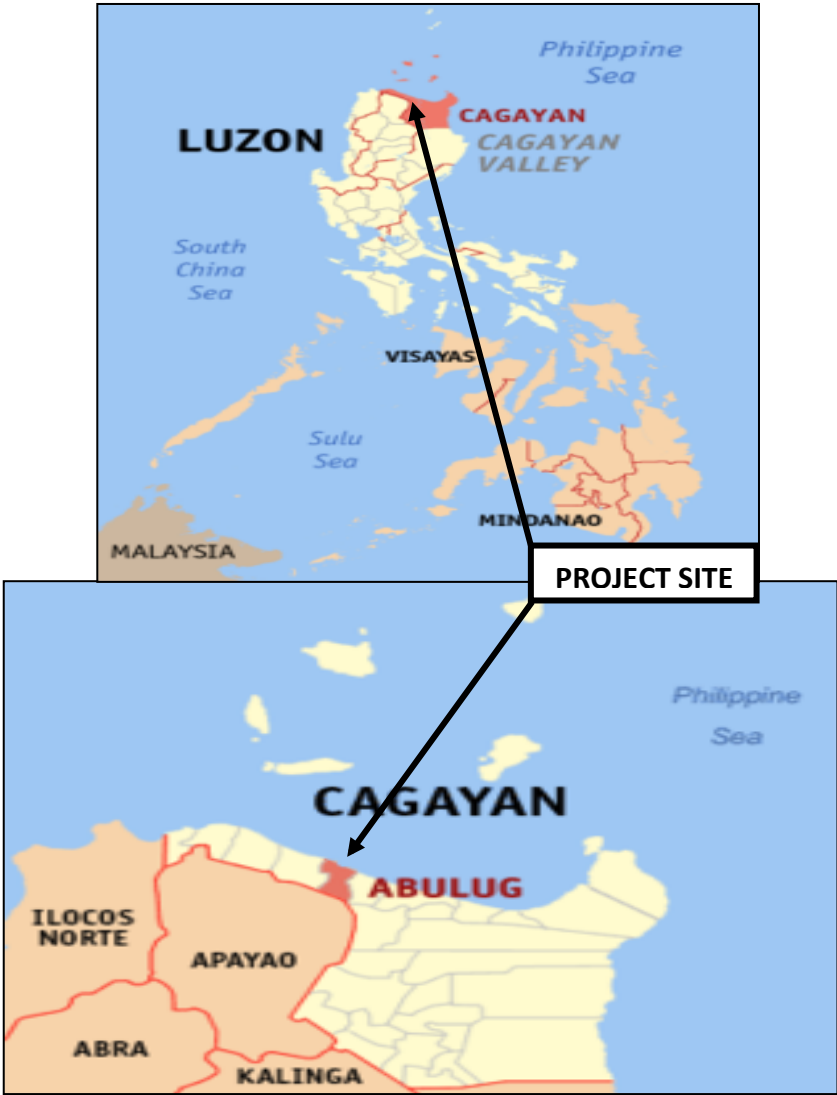 Philippine
Sea
CAGAYAN
LUZON
CAGAYAN
VALLEY
South
China
Sea
VISAYAS
Sulu
Sea
MINDANAO
MALAYSIA
PROJECT SITE
Philippine
Sea
CAGAYAN
ABULUG
ILOCOS
NORTE
APAYAO
ABRA
KALINGA